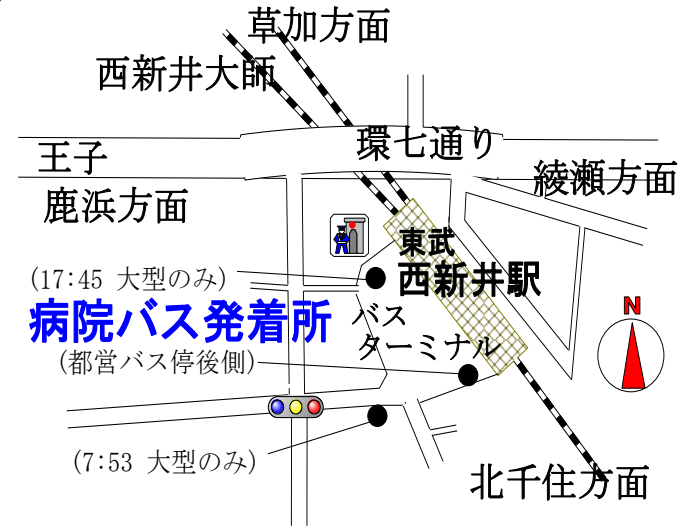 草加方面
西新井大師
環七通り
王子
綾瀬方面
鹿浜方面
東武
西新井駅
(17:45 大型のみ)
病院バス発着所
バス
ターミナル
N
(都営バス停後側)
(7:53 大型のみ)
北千住方面